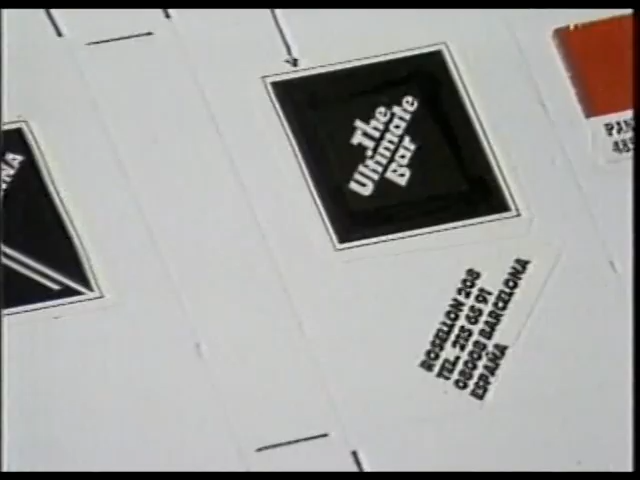 The
Ultimate
Bar
ROSELLON 208
TEL. 215 65 91
08008 BARCELONA
ESPAÑA